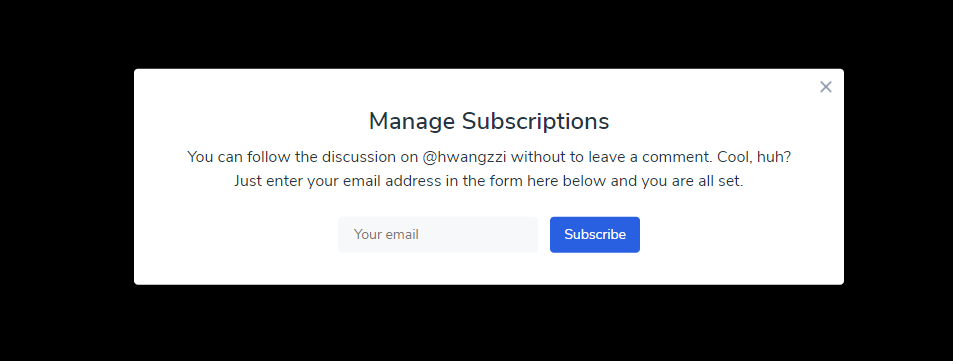 Manage Subscriptions
You can follow the discussion on @hwangzzi without to leave a comment. Cool, huh?
Just enter your email address in the form here below and you are all set.
Your email
Subscribe